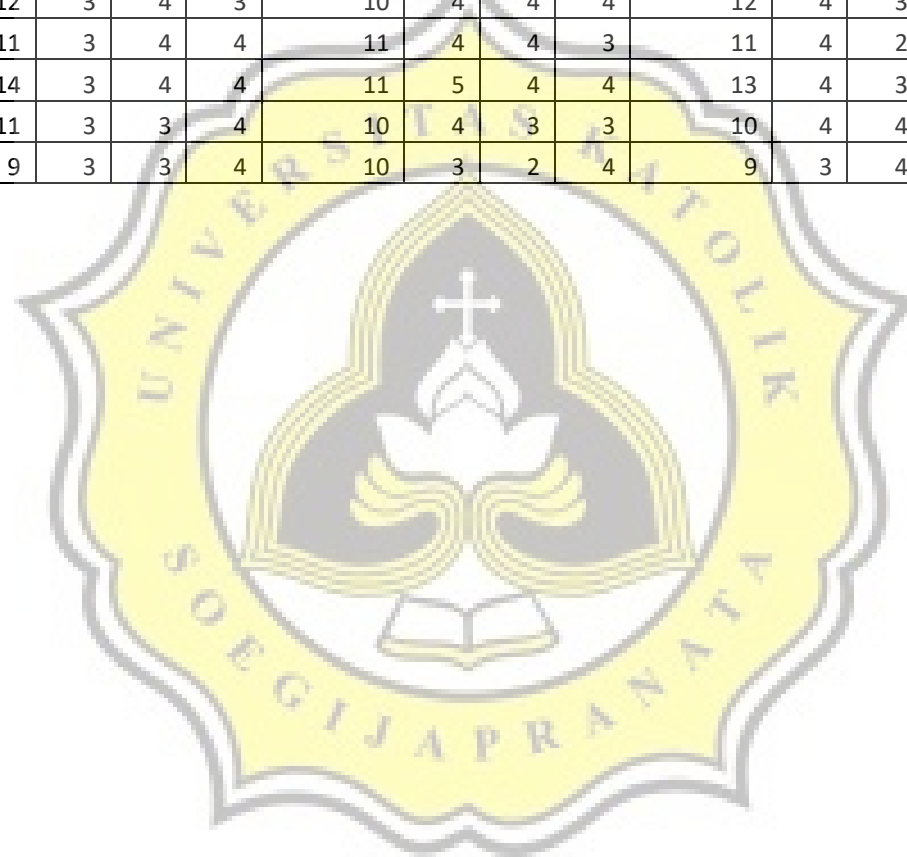 12 3 4 3 10 4 4 4 12 4 3
11 3 4 4 11 4 4 3 11 4 2
14 3 4 4 11 5 4 4 13 4 3
11 3 3 4 10 4 3 3 10 4 4
9 3 3 4 10 3 2 4 9 3 4
UNIVERSITAS KATOLIK
SOEGIJAPRANATA